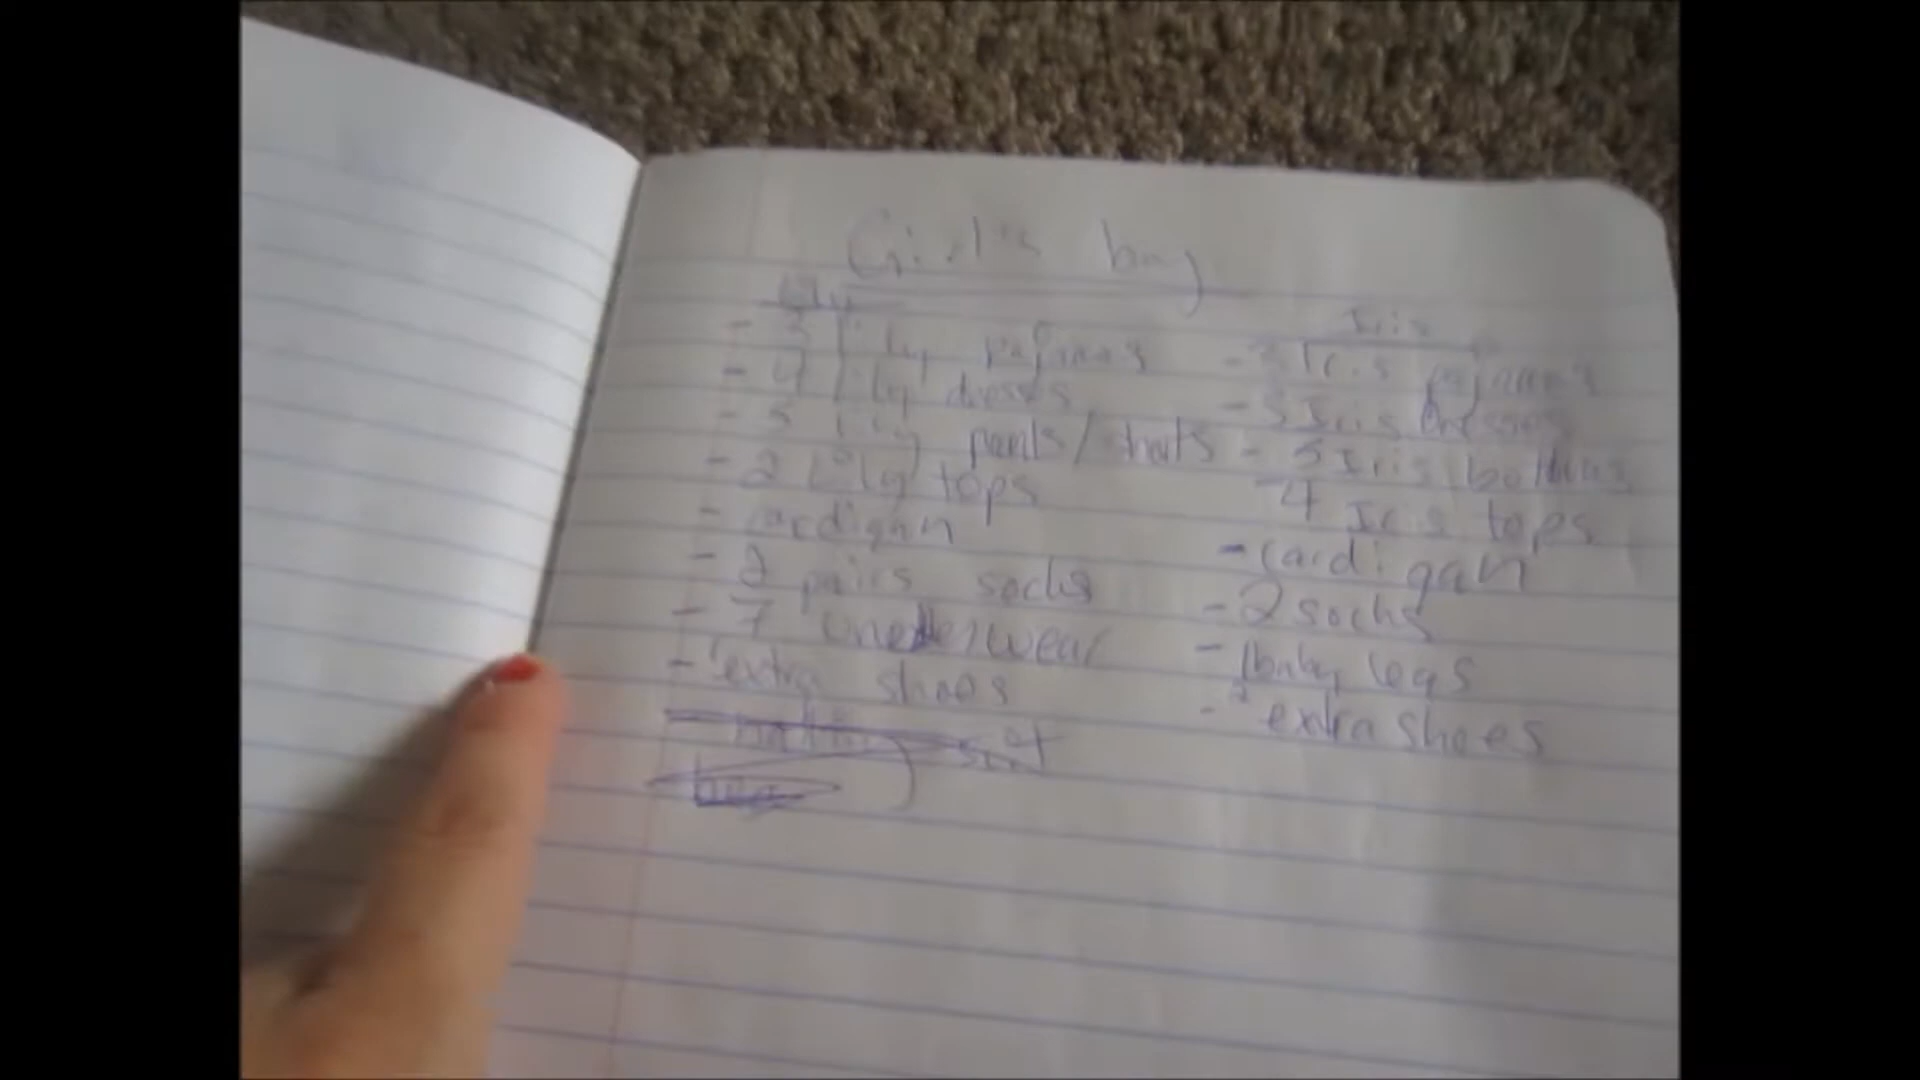 Girl's bag
Lily
- 3 Lily pajamas
- 4 Lily dresses
- 5 Lily pants/shorts
- 2 Lily tops
- cardigan
- 2 pairs socks
- 7 underwear
- extra shoes
Iris
- 3 Iris pajamas
- 3 Iris dresses
- 5 Iris bottoms
- 4 Iris tops
- cardigan
- 2 socks
- baby legs
- extra shoes